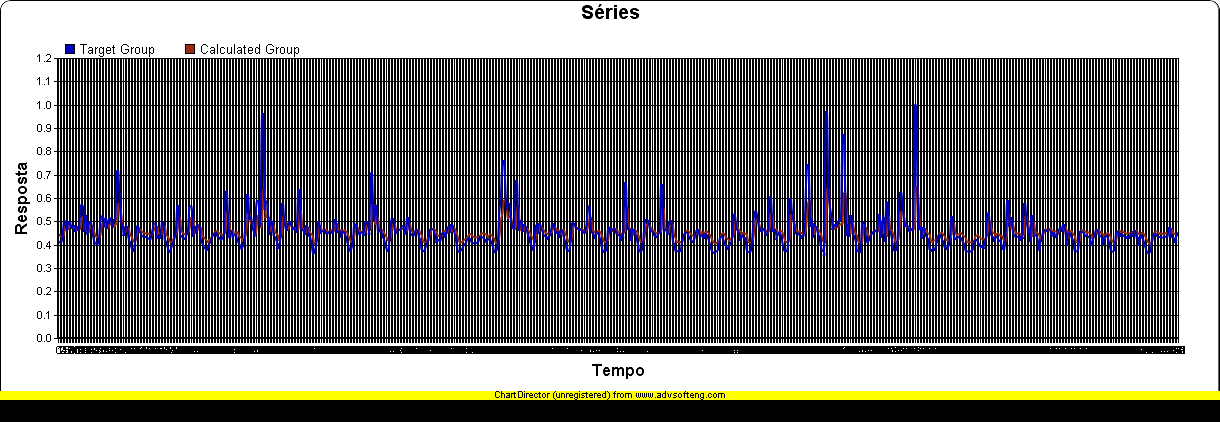 Séries
Target Group
Calculated Group
1.2
1.1
1.0
0.9
0.8
0.7
0.6
0.5
0.4
0.3
0.2
0.1
0.0
Resposta
Tempo
ChartDirector (unregistered) from www.advsofteng.com